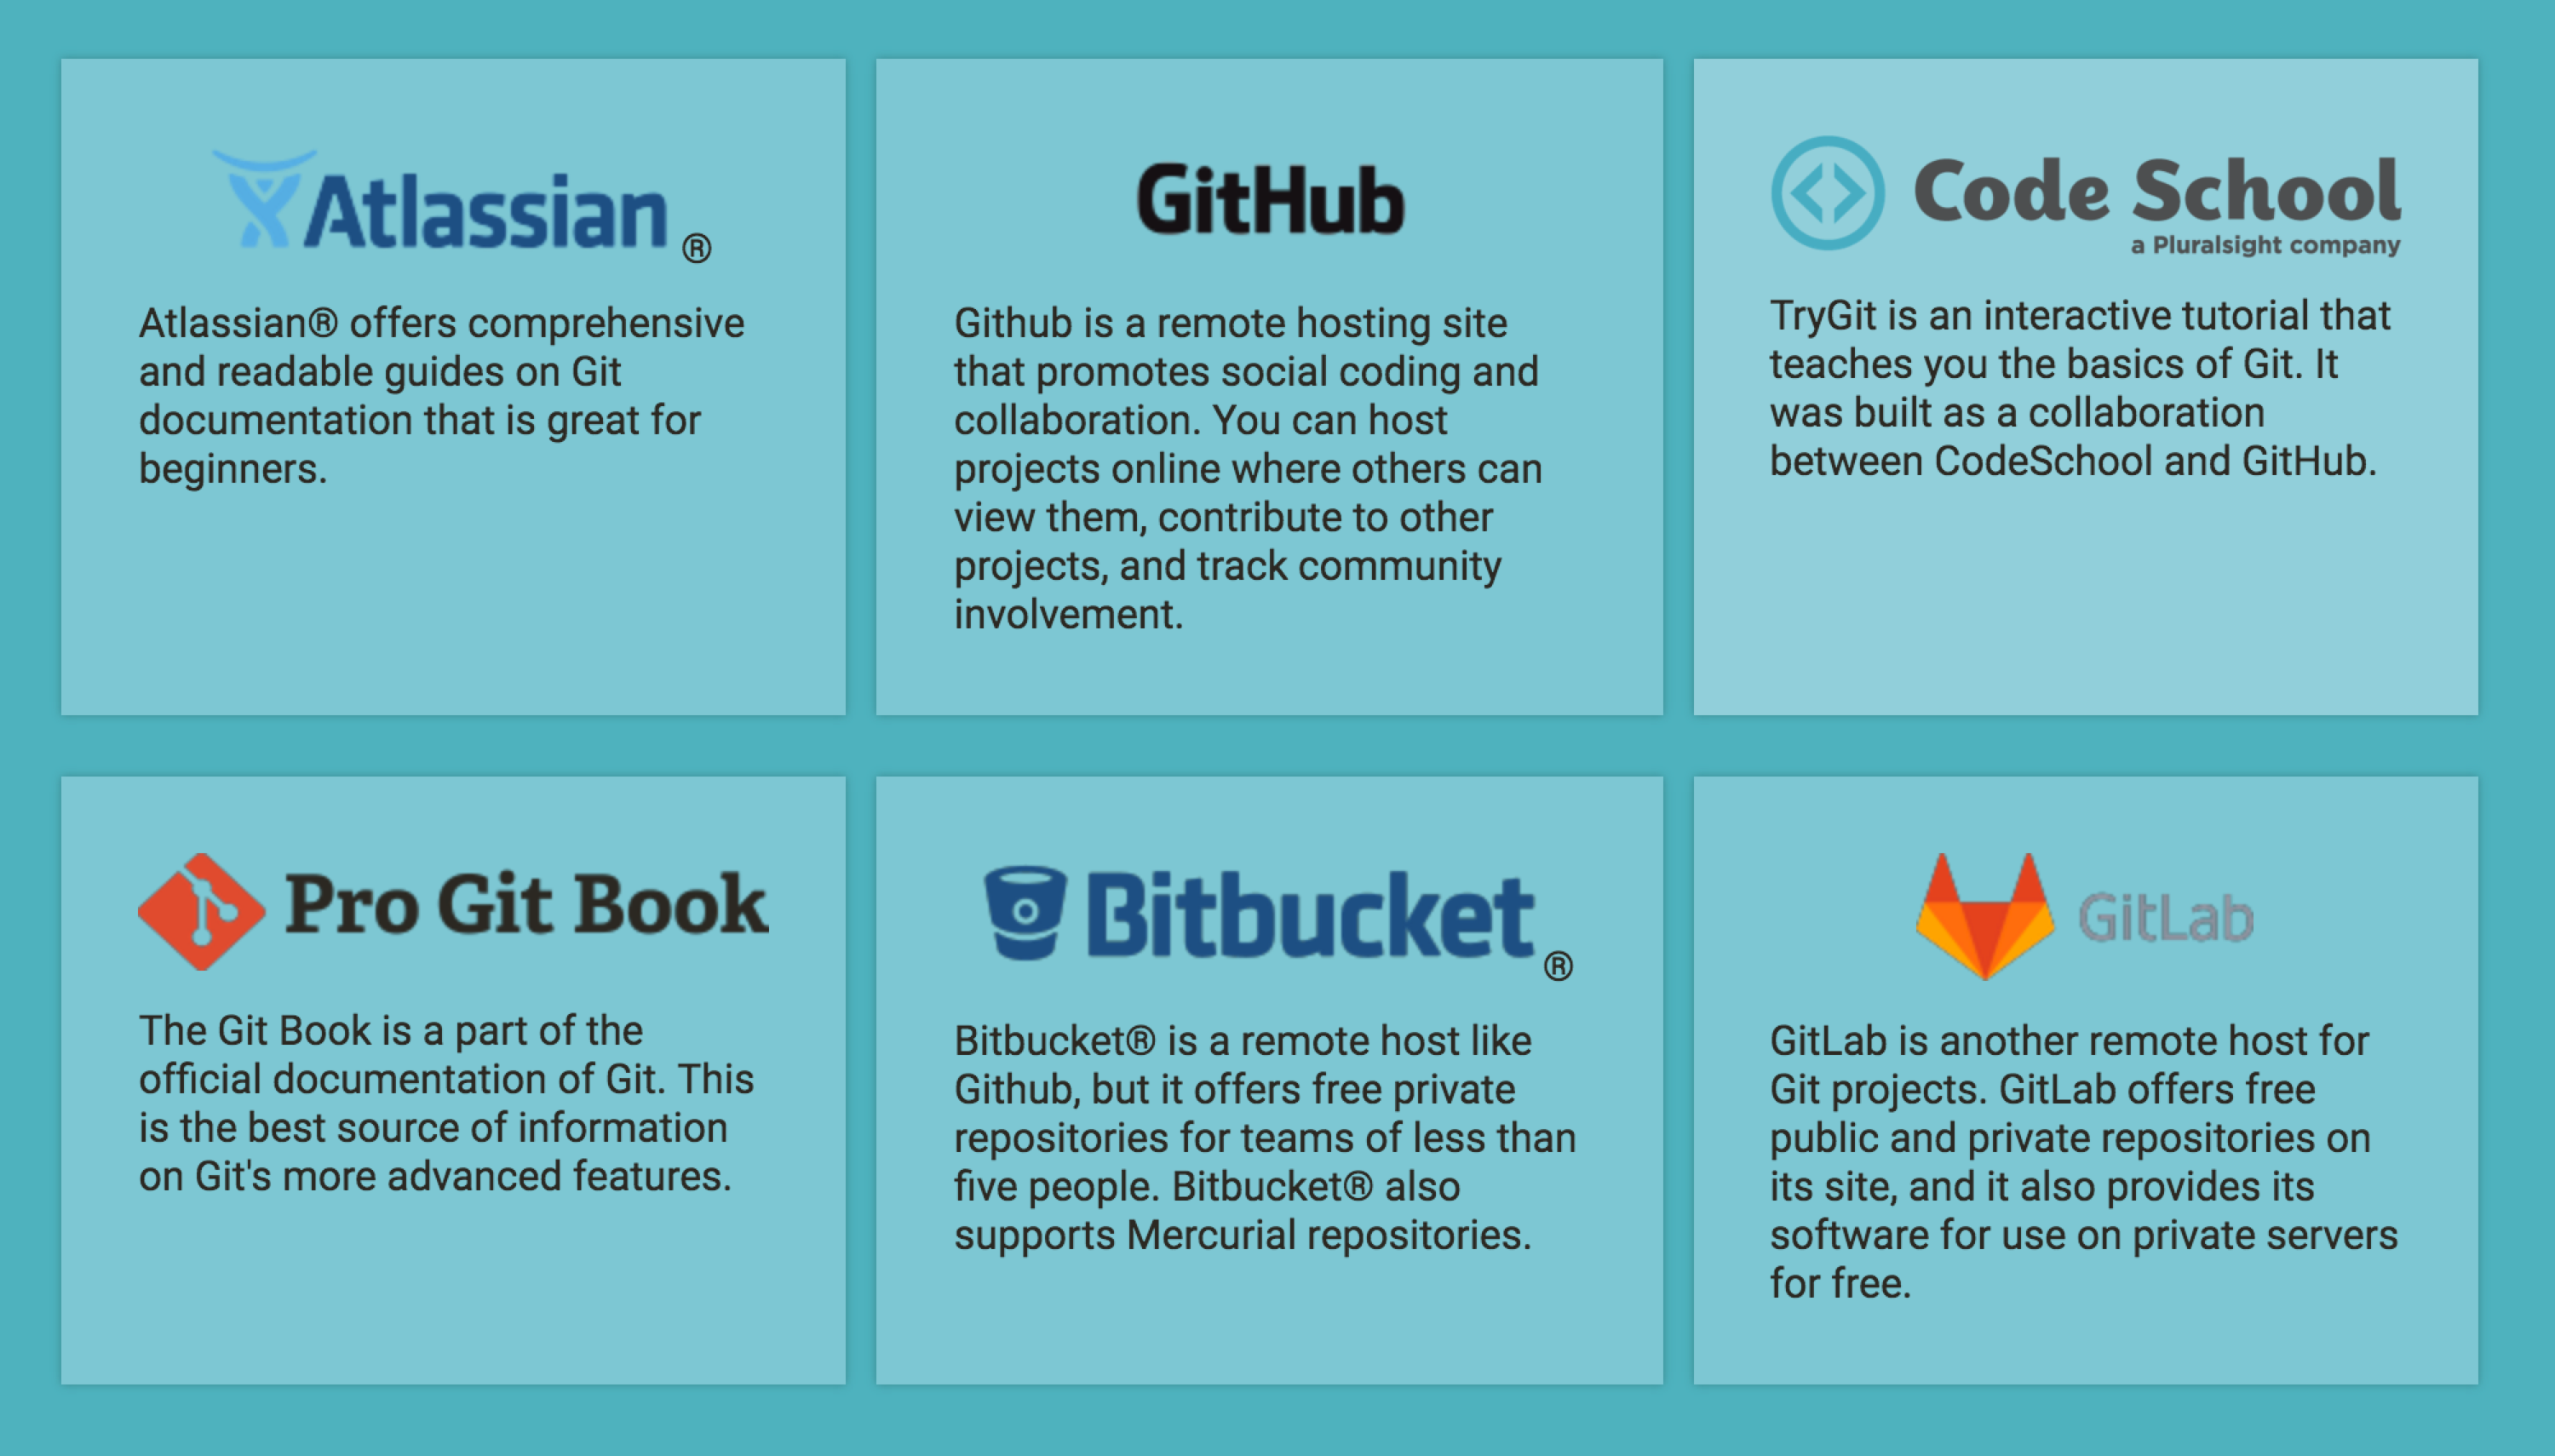 Atlassian ®
Atlassian® offers comprehensive
and readable guides on Git
documentation that is great for
beginners.
GitHub
Github is a remote hosting site
that promotes social coding and
collaboration. You can host
projects online where others can
view them, contribute to other
projects, and track community
involvement.
Code School
a Pluralsight company
TryGit is an interactive tutorial that
teaches you the basics of Git. It
was built as a collaboration
between CodeSchool and GitHub.
Pro Git Book
The Git Book is a part of the
official documentation of Git. This
is the best source of information
on Git's more advanced features.
Bitbucket ®
Bitbucket® is a remote host like
Github, but it offers free private
repositories for teams of less than
five people. Bitbucket® also
supports Mercurial repositories.
GitLab
GitLab is another remote host for
Git projects. GitLab offers free
public and private repositories on
its site, and it also provides its
software for use on private servers
for free.